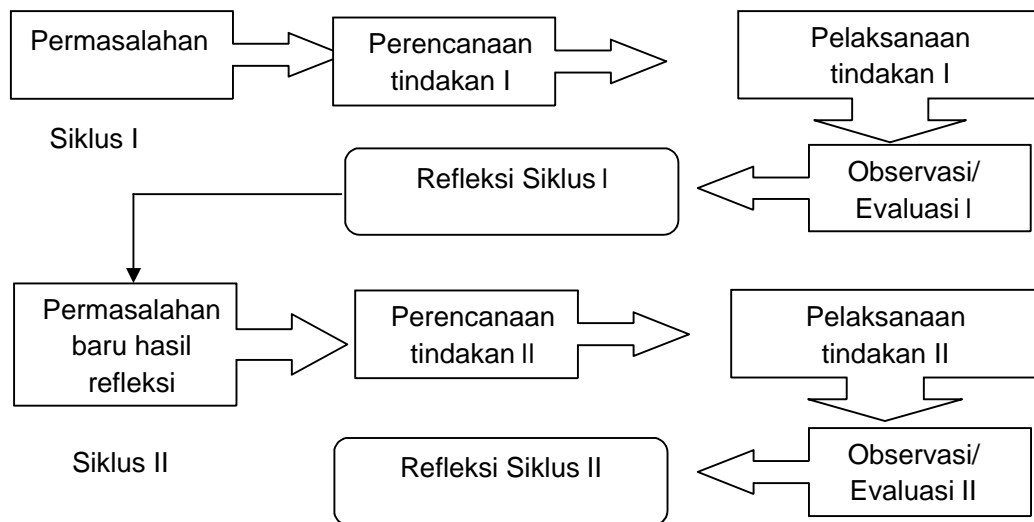 Permasalahan
Perencanaan
tindakan I
Pelaksanaan
tindakan I
Siklus I
Refleksi Siklus I
Observasi/
Evaluasi I
Permasalahan
baru hasil
refleksi
Perencanaan
tindakan II
Pelaksanaan
tindakan II
Siklus II
Refleksi Siklus II
Observasi/
Evaluasi II